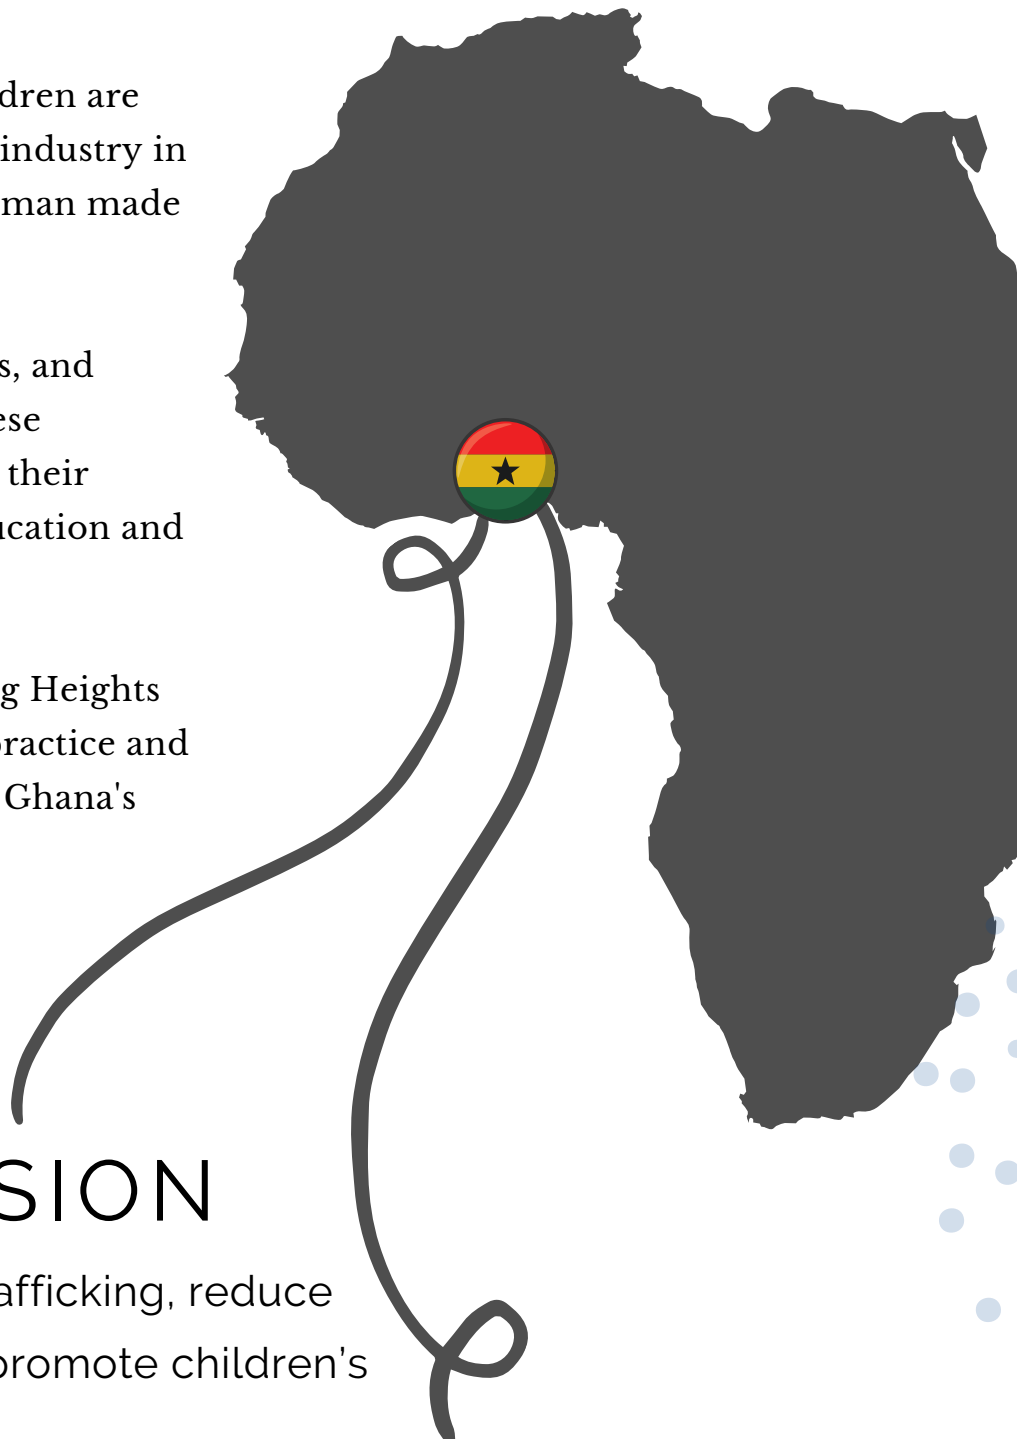 dren are
industry in
man made
s, and
ese
their
ucation and
g Heights
practice and
Ghana's
SION
afficking, reduce
promote children's